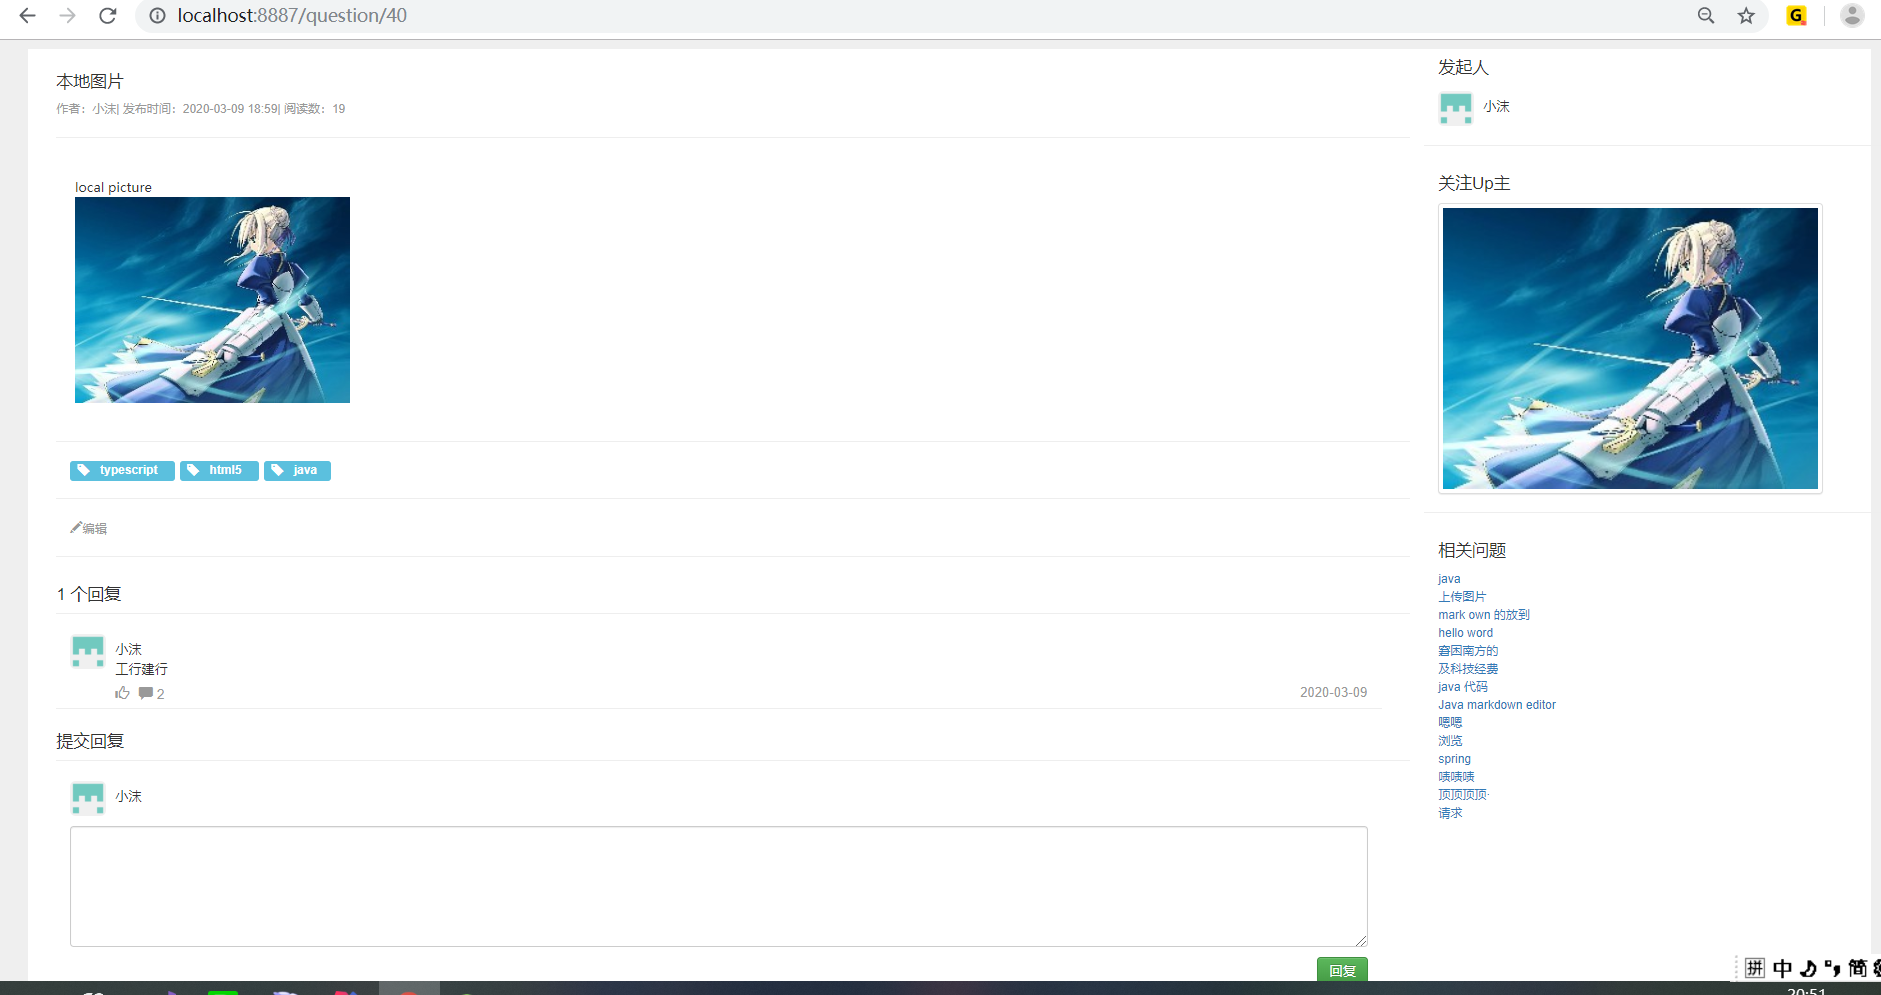 localhost:8887/question/40
G
本地图片
作者：小沫| 发布时间：2020-03-09 18:59| 阅读数：19
local picture
typescript html5 java
编辑
1 个回复
小沫
工行建行
2 2020-03-09
提交回复
小沫
回复
发起人
小沫
关注Up主
相关问题
java
上传图片
mark own 的放到
hello word
窘困南方的
及科技经费
java 代码
Java markdown editor
嗯嗯
浏览
spring
啧啧啧
顶顶顶顶·
请求
拼 中 简
20:51